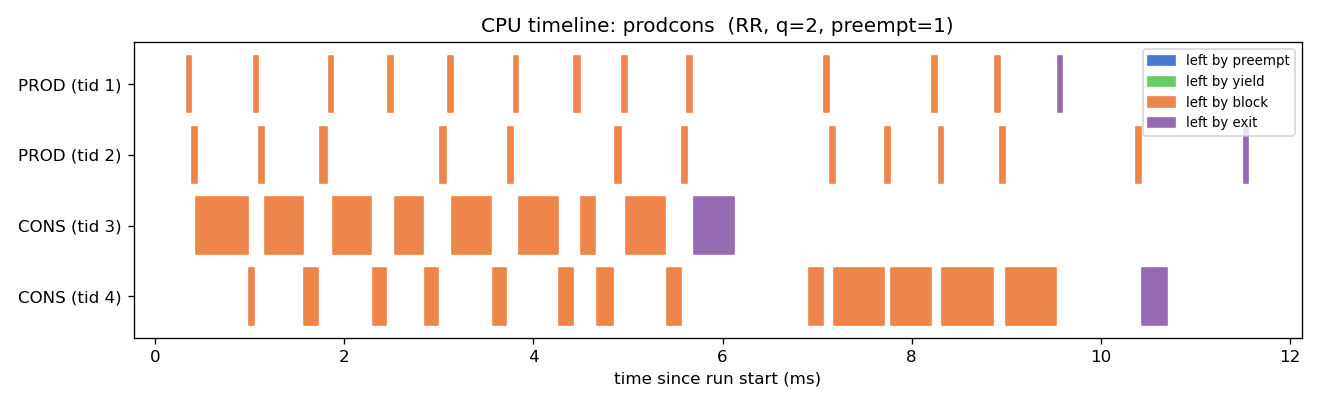 CPU timeline: prodcons  (RR, q=2, preempt=1)
left by preempt
left by yield
left by block
left by exit
PROD (tid 1)
PROD (tid 2)
CONS (tid 3)
CONS (tid 4)
0 2 4 6 8 10 12
time since run start (ms)